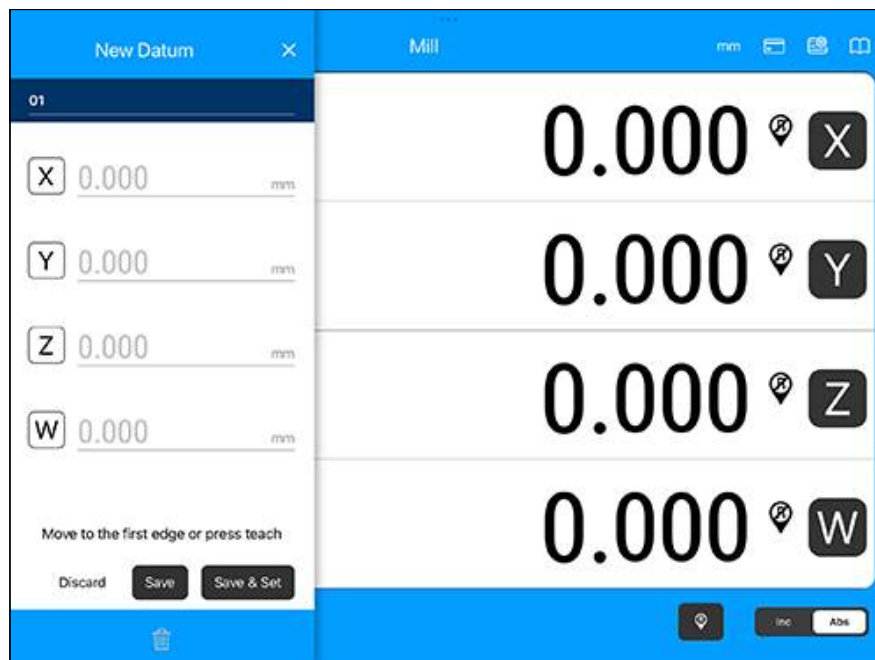 New Datum
01
X 0.000 mm
Y 0.000 mm
Z 0.000 mm
W 0.000 mm
Move to the first edge or press teach
Discard Save Save & Set
Mill mm
0.000 X
0.000 Y
0.000 Z
0.000 W
Inc Abs